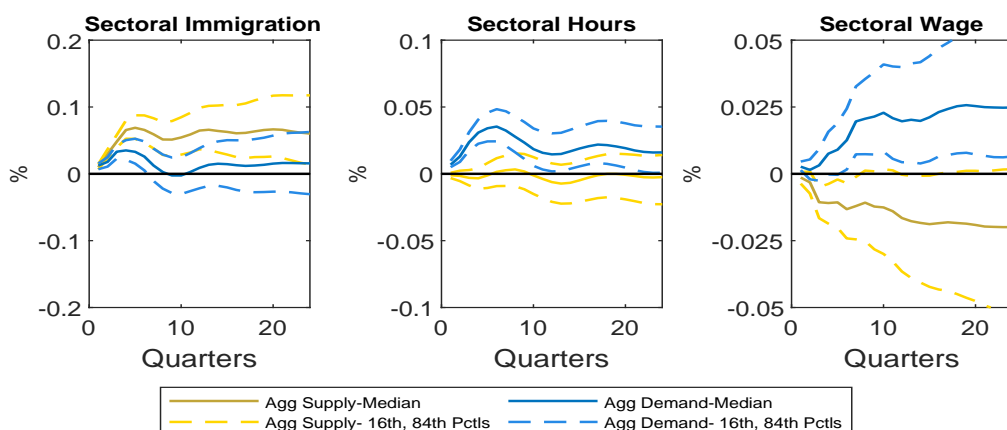 Sectoral Immigration
Sectoral Hours
Sectoral Wage
0.2
0.1
0
-0.1
-0.2
%
0 10 20
Quarters
0.1
0.05
0
-0.05
-0.1
%
0 10 20
Quarters
0.05
0.025
0
-0.025
-0.05
%
0 10 20
Quarters
Agg Supply-Median
Agg Demand-Median
Agg Supply- 16th, 84th Pctls
Agg Demand- 16th, 84th Pctls